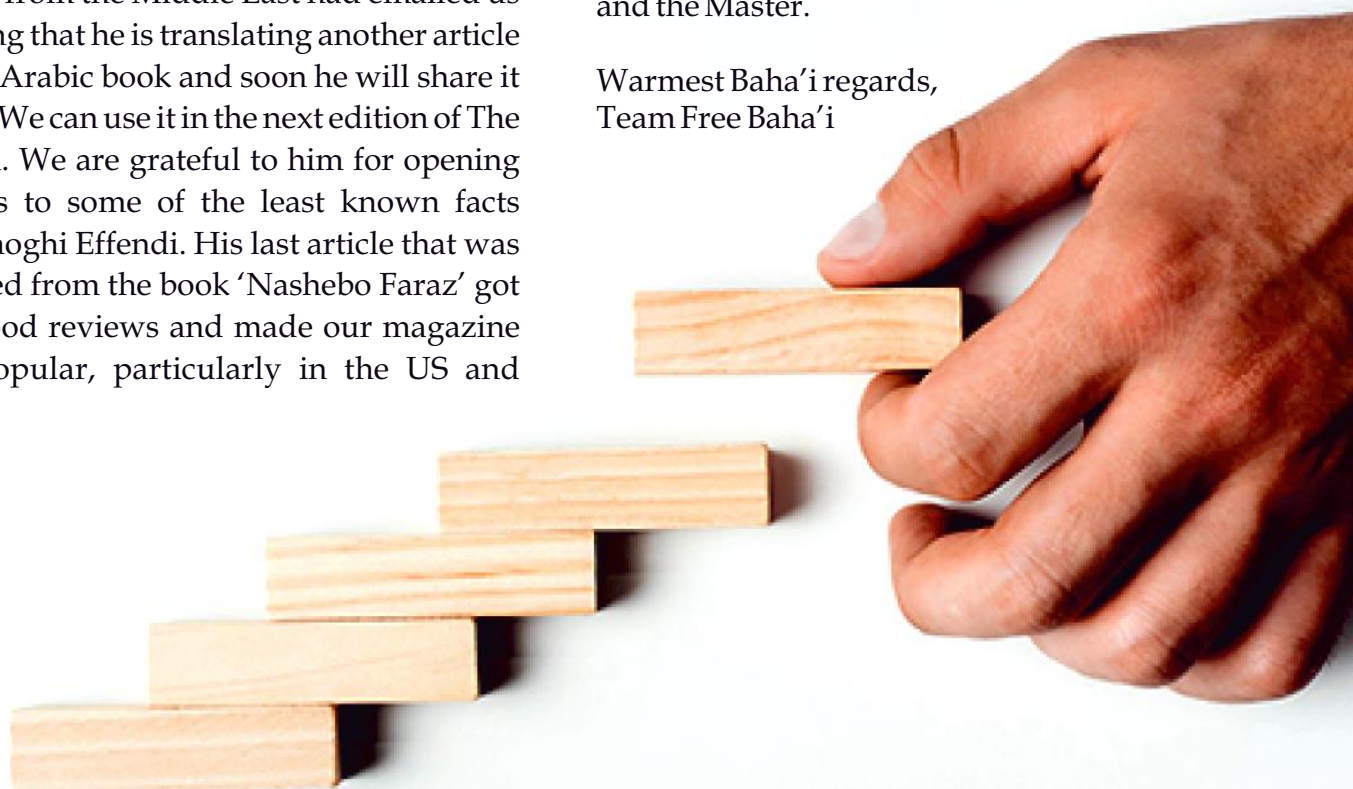 from the Middle East had emailed us
ng that he is translating another article
Arabic book and soon he will share it
We can use it in the next edition of The
. We are grateful to him for opening
s to some of the least known facts
hoghi Effendi. His last article that was
ed from the book ‘Nashebo Faraz’ got
ood reviews and made our magazine
opular, particularly in the US and
and the Master.
Warmest Baha’i regards,
Team Free Baha’i